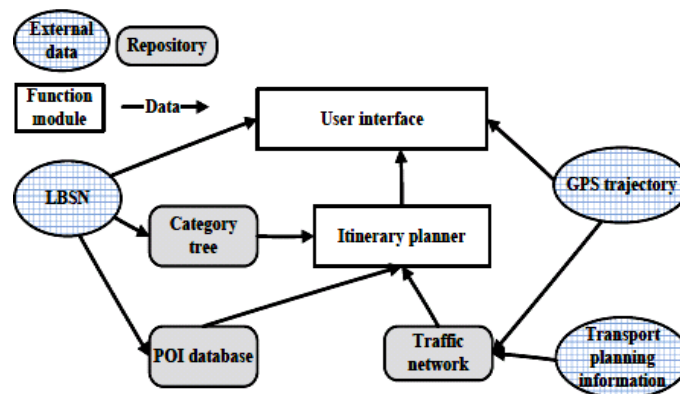 External
data
Repository
Function
module
Data
User interface
LBSN
GPS trajectory
Category
tree
Itinerary planner
POI database
Traffic
network
Transport
planning
information